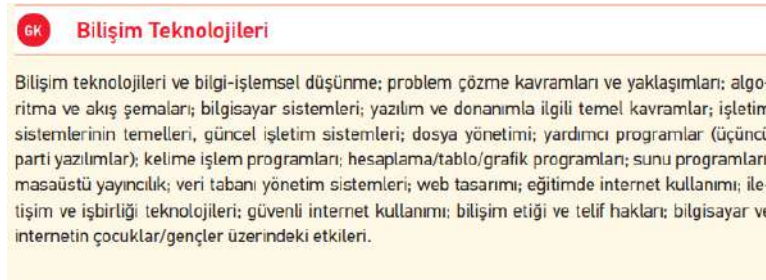 GK Bilişim Teknolojileri
Bilişim teknolojileri ve bilgi-işlemsel düşünme; problem çözme kavramları ve yaklaşımları; algo-
ritma ve akış şemaları; bilgisayar sistemleri; yazılım ve donanımla ilgili temel kavramlar; işletim
sistemlerinin temelleri, güncel işletim sistemleri; dosya yönetimi; yardımcı programlar (üçüncü
parti yazılımlar); kelime işlem programları; hesaplama/tablo/grafik programları; sunu programları
masaüstü yayıncılık; veri tabanı yönetim sistemleri; web tasarımı; eğitimde internet kullanımı; ile-
tişim ve işbirliği teknolojileri; güvenli internet kullanımı; bilişim etiği ve telif hakları; bilgisayar ve
internetin çocuklar/gençler üzerindeki etkileri.